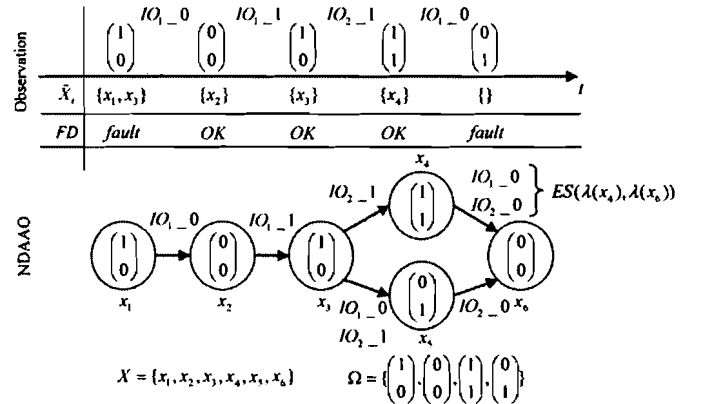 Observation
IO₁_0 IO₁_1 IO₂_1 IO₁_0
(1 0) (0 0) (1 0) (1 1) (0 1)
t
X̃ₜ {x₁,x₃} {x₂} {x₃} {x₄} {}
FD fault OK OK OK fault
NDAAO
x₄
IO₂_1 (1 1) IO₁_0
IO₂_0 } ES(λ(x₄),λ(x₆))
IO₁_0 IO₁_1
(1 0) (0 0) (1 0) (0 0)
x₁ x₂ x₃ x₆
(0 1)
IO₁_0 IO₂_0
IO₂_1 x₅
X = {x₁,x₂,x₃,x₄,x₅,x₆} Ω = {(1 0),(0 0),(1 1),(0 1)}